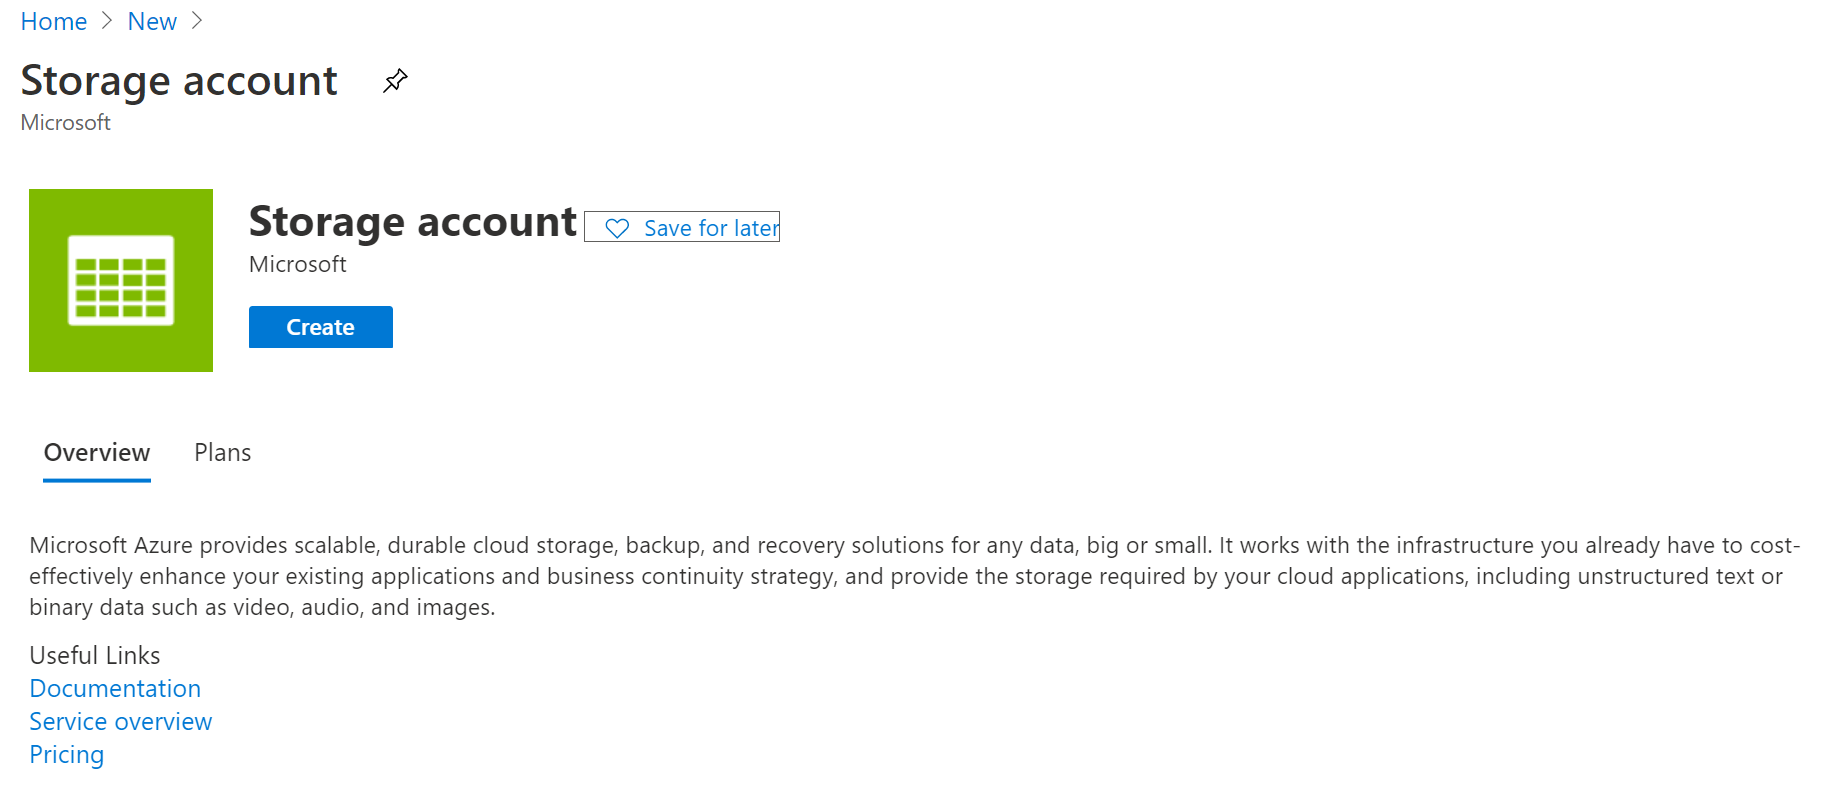 Home > New >
Storage account
Microsoft
Storage account Save for later
Microsoft
Create
Overview Plans
Microsoft Azure provides scalable, durable cloud storage, backup, and recovery solutions for any data, big or small. It works with the infrastructure you already have to cost-
effectively enhance your existing applications and business continuity strategy, and provide the storage required by your cloud applications, including unstructured text or
binary data such as video, audio, and images.
Useful Links
Documentation
Service overview
Pricing